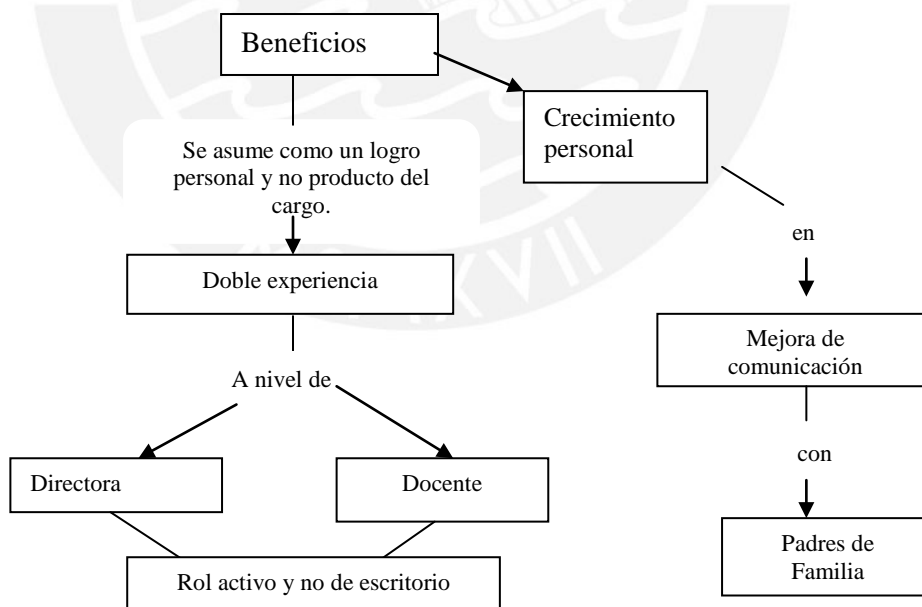 Beneficios
Crecimiento
personal
Se asume como un logro
personal y no producto del
cargo.
en
Doble experiencia
Mejora de
comunicación
A nivel de
con
Directora
Docente
Padres de
Familia
Rol activo y no de escritorio